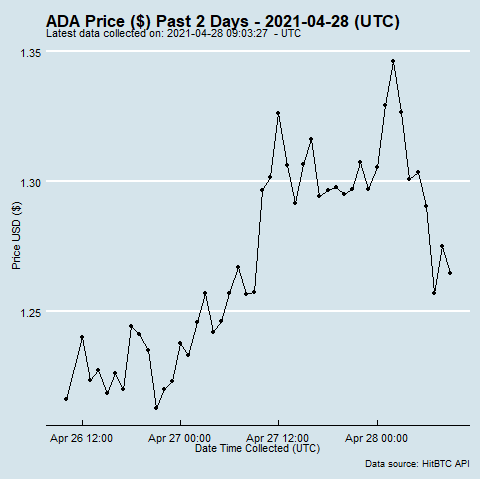 ADA Price ($) Past 2 Days - 2021-04-28 (UTC)
Latest data collected on: 2021-04-28 09:03:27 - UTC
1.35
1.30
1.25
Price USD ($)
Apr 26 12:00 Apr 27 00:00 Apr 27 12:00 Apr 28 00:00
Date Time Collected (UTC)
Data source: HitBTC API